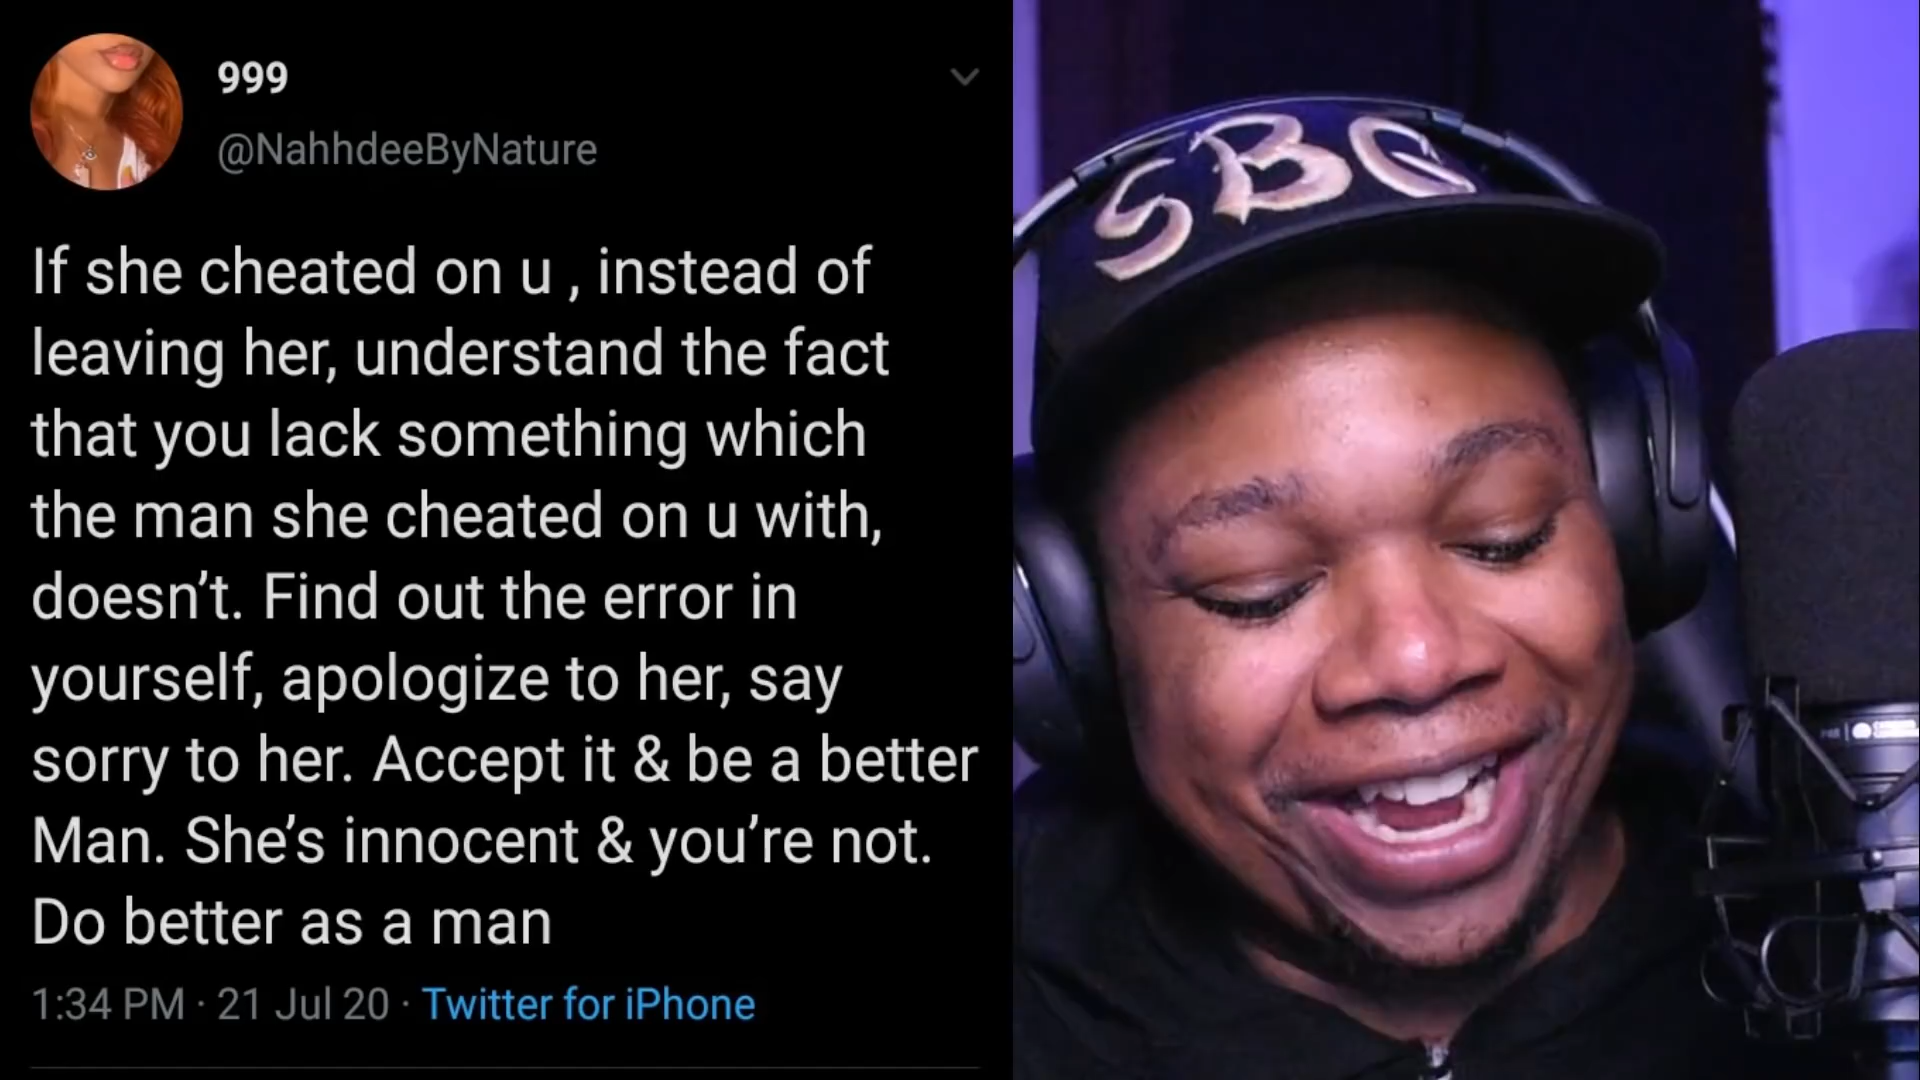 999
@NahhdeeByNature
If she cheated on u , instead of
leaving her, understand the fact
that you lack something which
the man she cheated on u with,
doesn’t. Find out the error in
yourself, apologize to her, say
sorry to her. Accept it & be a better
Man. She’s innocent & you’re not.
Do better as a man
1:34 PM · 21 Jul 20 · Twitter for iPhone
SBG